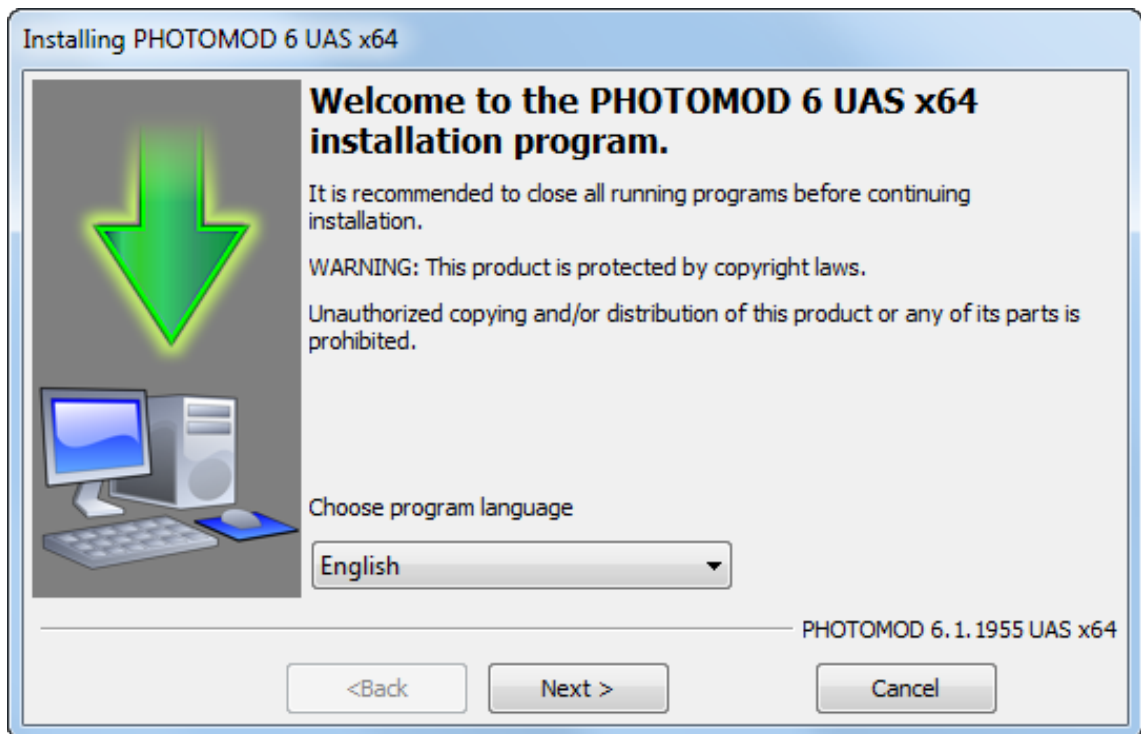 Installing PHOTOMOD 6 UAS x64
Welcome to the PHOTOMOD 6 UAS x64
installation program.
It is recommended to close all running programs before continuing
installation.
WARNING: This product is protected by copyright laws.
Unauthorized copying and/or distribution of this product or any of its parts is
prohibited.
Choose program language
English
PHOTOMOD 6.1.1955 UAS x64
<Back
Next >
Cancel